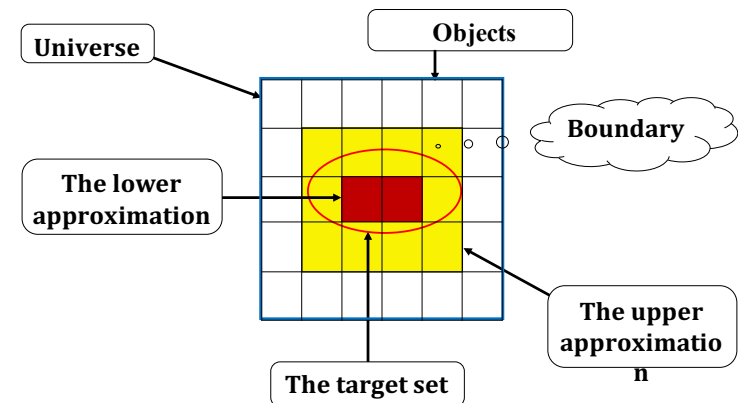 Universe
Objects
Boundary
The lower
approximation
The upper
approximatio
n
The target set